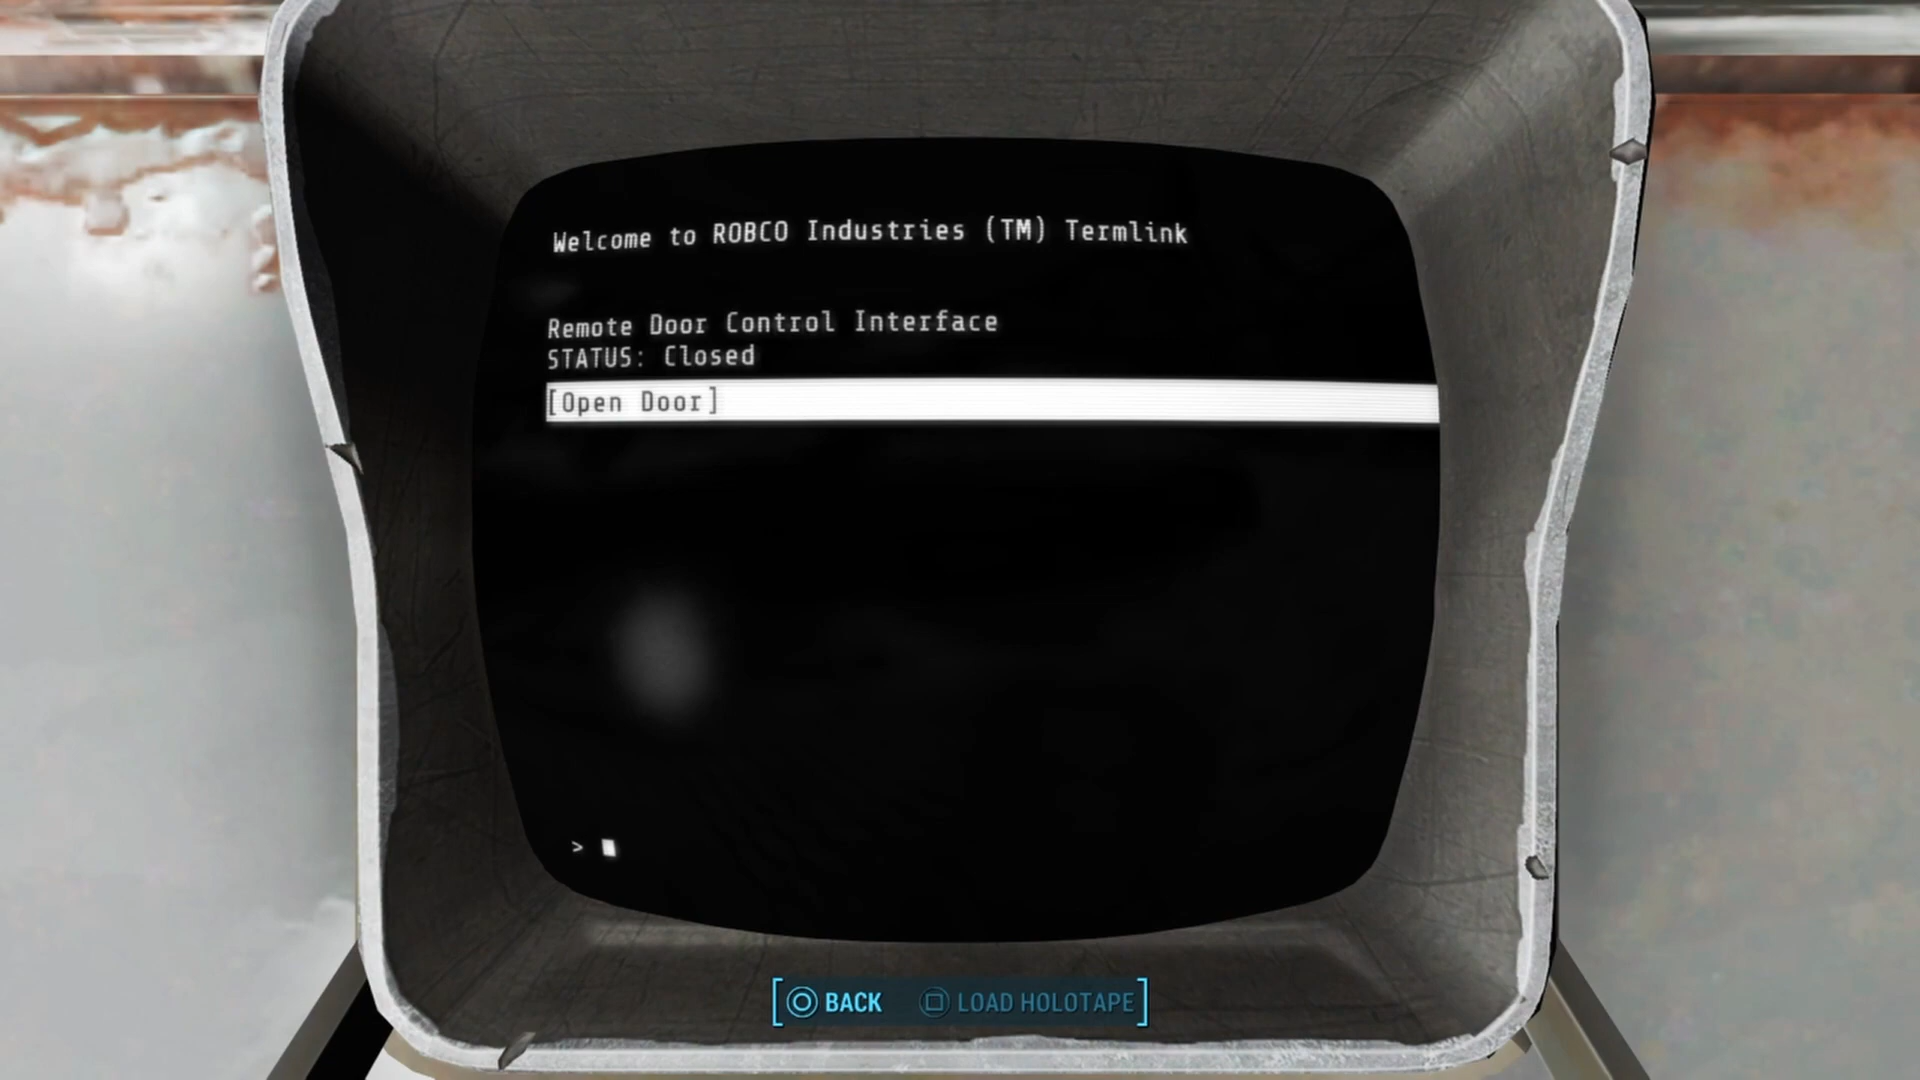 Welcome to ROBCO Industries (TM) Termlink
Remote Door Control Interface
STATUS: Closed
[Open Door]
>
BACK LOAD HOLOTAPE